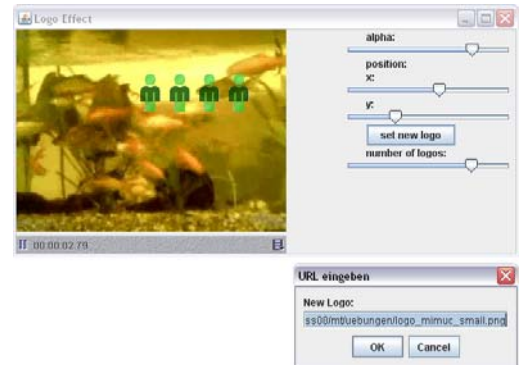 Logo Effect
alpha:
position:
x:
y:
set new logo
number of logos:
00:00:02.79
URL eingeben
New Logo:
ss06/mt/uebungen/logo_mimuc_small.png
OK Cancel